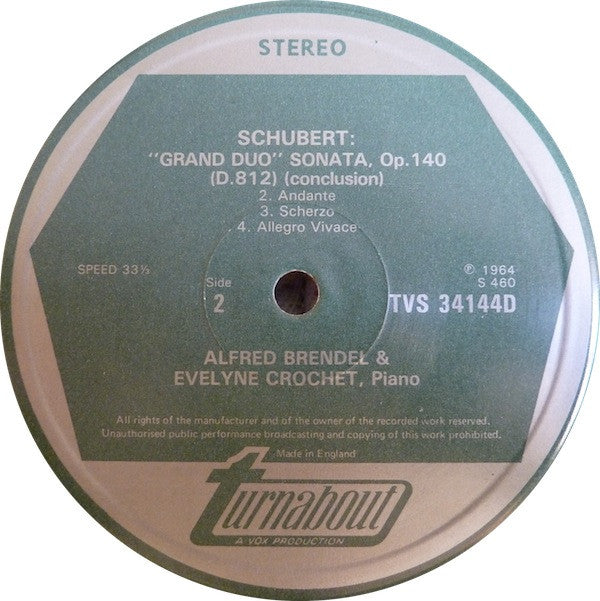 STEREO
SCHUBERT:
"GRAND DUO" SONATA, Op.140
(D.812) (conclusion)
2. Andante
3. Scherzo
4. Allegro Vivace
SPEED 33⅓
Side
2
℗ 1964
S 460
TVS 34144D
ALFRED BRENDEL &
EVELYNE CROCHET, Piano
All rights of the manufacturer and of the owner of the recorded work reserved.
Unauthorised public performance broadcasting and copying of this work prohibited.
Made in England
turnabout
A VOX PRODUCTION